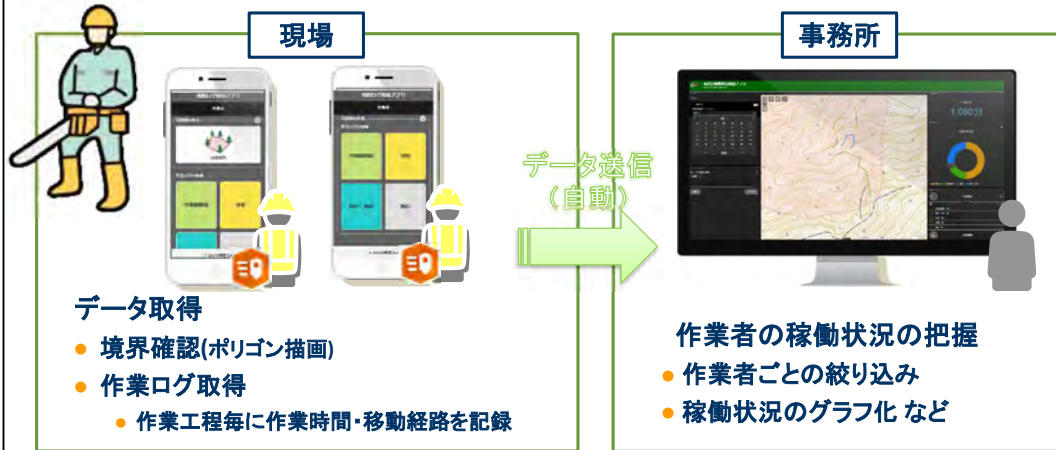 現場
事務所
データ送信
(自動)
1,080分
データ取得
● 境界確認(ポリゴン描画)
● 作業ログ取得
● 作業工程毎に作業時間・移動経路を記録
作業者の稼働状況の把握
● 作業者ごとの絞り込み
● 稼働状況のグラフ化 など